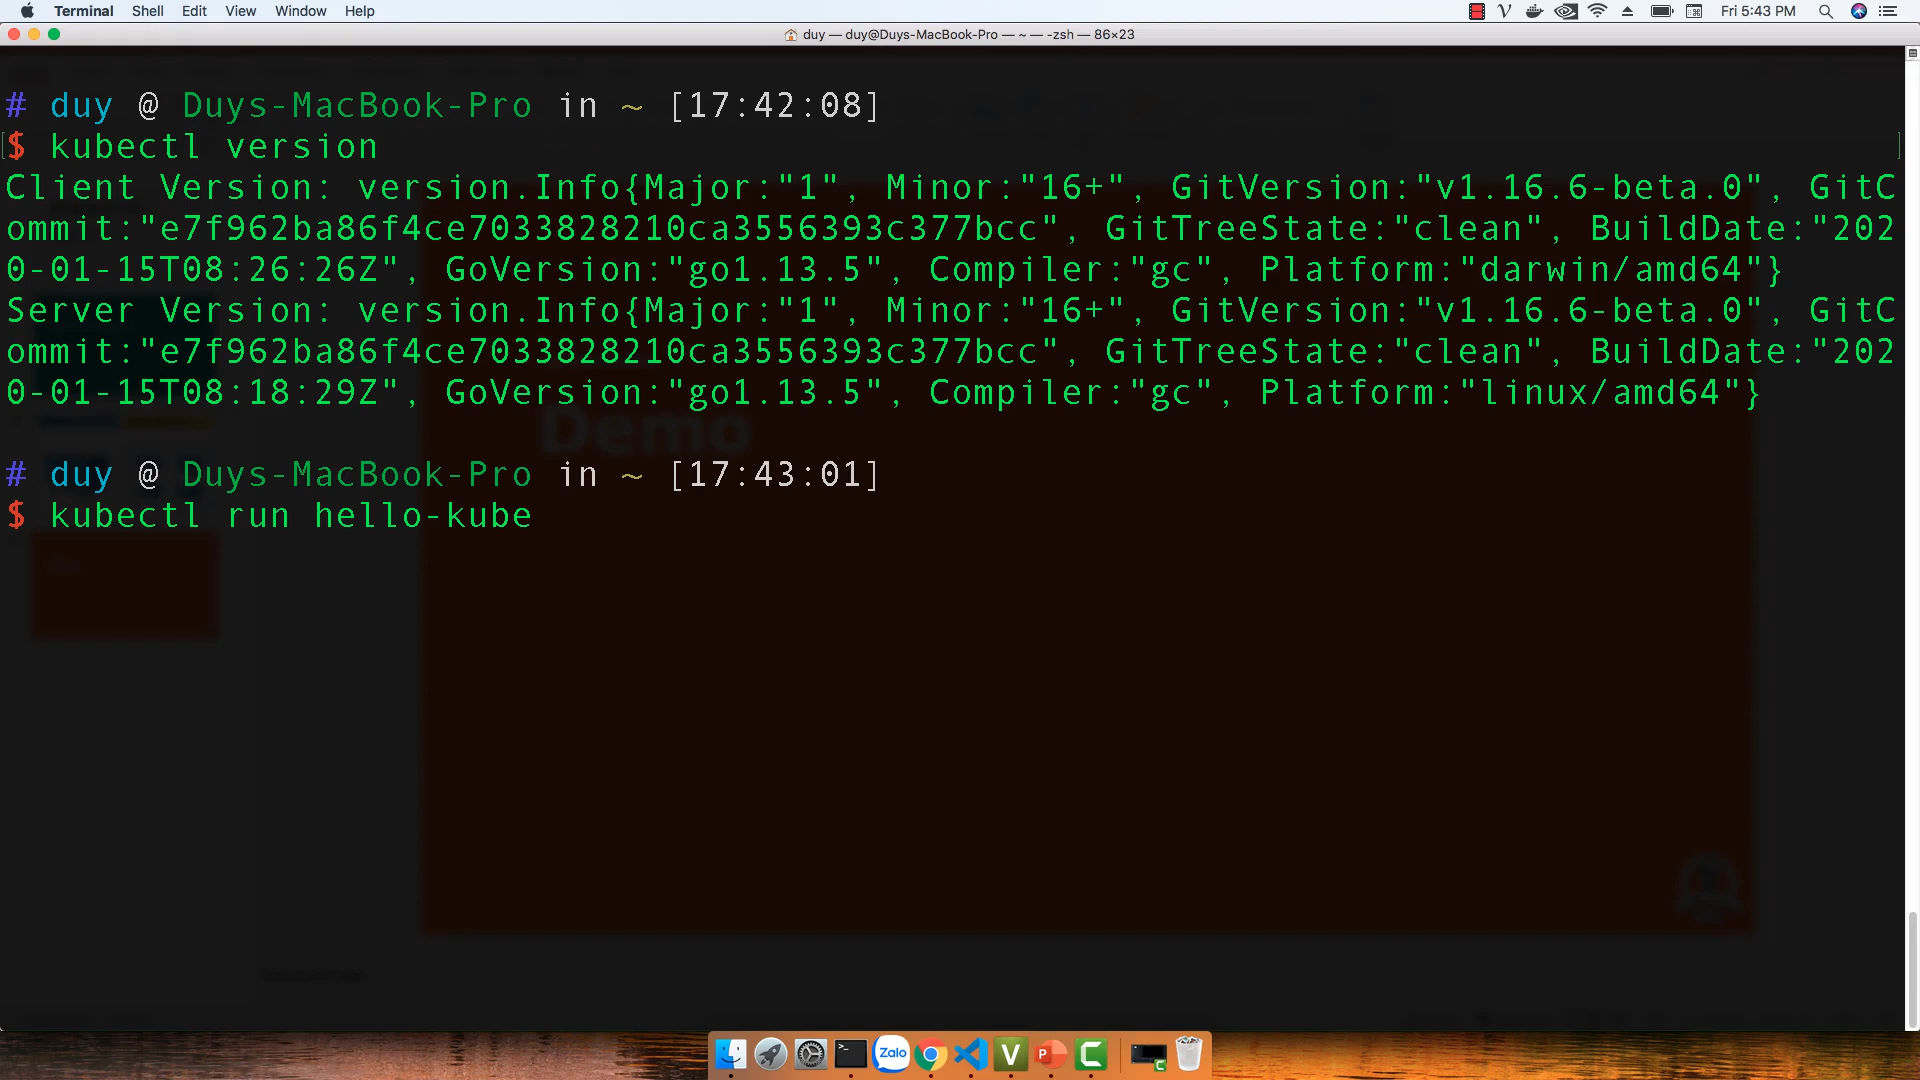 Terminal Shell Edit View Window Help Fri 5:43 PM
duy — duy@Duys-MacBook-Pro — ~ — -zsh — 86×23
# duy @ Duys-MacBook-Pro in ~ [17:42:08]
[$ kubectl version ]
Client Version: version.Info{Major:"1", Minor:"16+", GitVersion:"v1.16.6-beta.0", GitC
ommit:"e7f962ba86f4ce7033828210ca3556393c377bcc", GitTreeState:"clean", BuildDate:"202
0-01-15T08:26:26Z", GoVersion:"go1.13.5", Compiler:"gc", Platform:"darwin/amd64"}
Server Version: version.Info{Major:"1", Minor:"16+", GitVersion:"v1.16.6-beta.0", GitC
ommit:"e7f962ba86f4ce7033828210ca3556393c377bcc", GitTreeState:"clean", BuildDate:"202
0-01-15T08:18:29Z", GoVersion:"go1.13.5", Compiler:"gc", Platform:"linux/amd64"}
Demo
# duy @ Duys-MacBook-Pro in ~ [17:43:01]
$ kubectl run hello-kube
Zalo